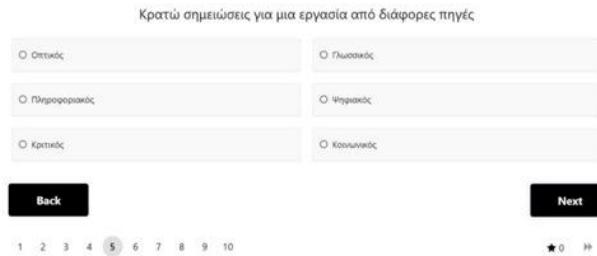 Κρατώ σημειώσεις για μια εργασία από διάφορες πηγές
Οπτικός
Γλωσσικός
Πληροφοριακός
Ψηφιακός
Κριτικός
Κοινωνικός
Back
Next
1 2 3 4 5 6 7 8 9 10
0